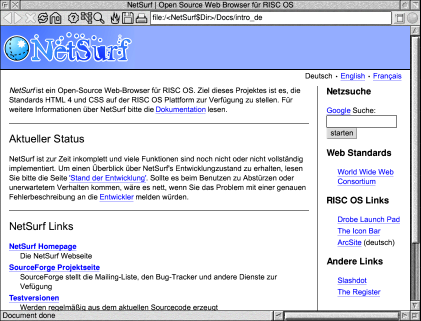 NetSurf | Open Source Web Browser für RISC OS
file:/<NetSurf$Dir>/Docs/intro_de
NetSurf
Deutsch • English • Français
NetSurf ist ein Open-Source Web-Browser für RISC OS. Ziel dieses Projektes ist es, die
Standards HTML 4 und CSS auf der RISC OS Plattform zur Verfügung zu stellen. Für
weitere Informationen über NetSurf bitte die Dokumentation lesen.
Aktueller Status
NetSurf ist zur Zeit inkomplett und viele Funktionen sind noch nicht oder nicht vollständig
implementiert. Um einen Überblick über NetSurf's Entwicklungszustand zu erhalten, lesen
Sie bitte die Seite 'Stand der Entwicklung'. Sollte es beim Benutzen zu Abstürzen oder
unerwartetem Verhalten kommen, wäre es nett, wenn Sie das Problem mit einer genauen
Fehlerbeschreibung an die Entwickler melden würden.
NetSurf Links
NetSurf Homepage
Die NetSurf Webseite
SourceForge Projektseite
SourceForge stellt die Mailing-Liste, den Bug-Tracker und andere Dienste zur
Vefügung
Testversionen
Werden regelmäßig aus dem aktuellen Sourcecode erzeugt
Netzsuche
Google Suche:
starten
Web Standards
World Wide Web
Consortium
RISC OS Links
Drobe Launch Pad
The Icon Bar
ArcSite (deutsch)
Andere Links
Slashdot
The Register
Document done